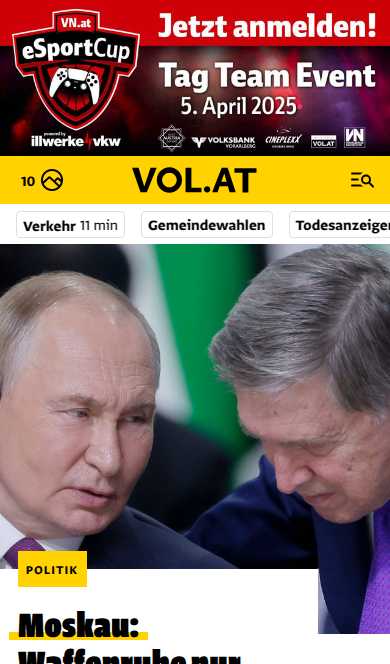 VN.at
eSportCup
Jetzt anmelden!
Tag Team Event
5. April 2025
powered by
illwerke vkw
VOLKSBANK
VORARLBERG
CINEPLEXX
VOL.AT
VN
10
VOL.AT
Verkehr 11 min
Gemeindewahlen
Todesanzeigen
POLITIK
Moskau:
Waffenruhe nur